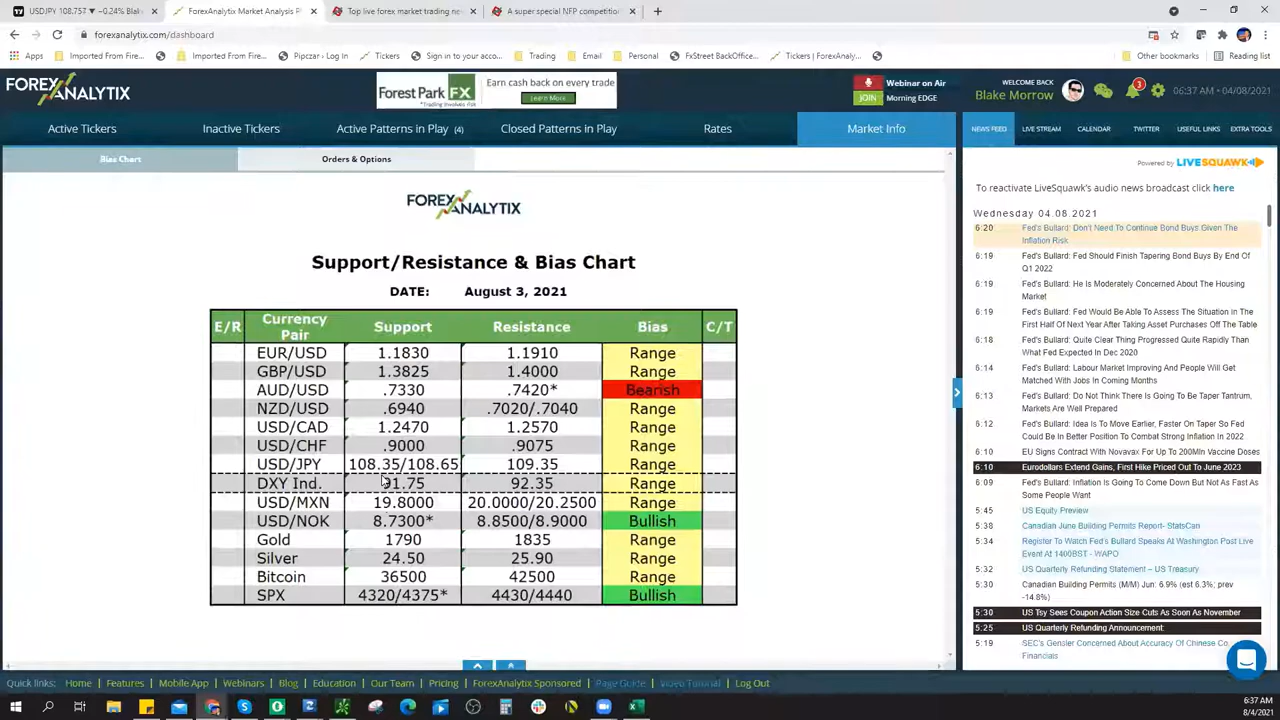 USD/JPY 108.757 ▼ −0.24% Blake
ForexAnalytix Market Analysis P
Top live forex market trading ne
A super special NFP competition
forexanalytix.com/dashboard
Apps
Imported From Fire...
Pipczar ‹ Log In
Tickers
Sign in to your acco...
Trading
Email
Personal
FxStreet BackOffice...
Tickers | ForexAnaly...
Other bookmarks
Reading list
FOREX ANALYTIX
Forest Park FX
*Trading Involves risk
Earn cash back on every trade
Learn More
Webinar on Air
JOIN Morning EDGE
WELCOME BACK
Blake Morrow
3
06:37 AM • 04/08/2021
Active Tickers
Inactive Tickers
Active Patterns in Play (4)
Closed Patterns in Play
Rates
Market Info
NEWS FEED
LIVE STREAM
CALENDAR
TWITTER
USEFUL LINKS
EXTRA TOOLS
Bias Chart
Orders & Options
Powered by LIVESQUAWK
To reactivate LiveSquawk's audio news broadcast click here
FOREX ANALYTIX
Support/Resistance & Bias Chart
DATE: August 3, 2021
E/R Currency Pair Support Resistance Bias C/T
EUR/USD 1.1830 1.1910 Range
GBP/USD 1.3825 1.4000 Range
AUD/USD .7330 .7420* Bearish
NZD/USD .6940 .7020/.7040 Range
USD/CAD 1.2470 1.2570 Range
USD/CHF .9000 .9075 Range
USD/JPY 108.35/108.65 109.35 Range
DXY Ind. 91.75 92.35 Range
USD/MXN 19.8000 20.0000/20.2500 Range
USD/NOK 8.7300* 8.8500/8.9000 Bullish
Gold 1790 1835 Range
Silver 24.50 25.90 Range
Bitcoin 36500 42500 Range
SPX 4320/4375* 4430/4440 Bullish
Wednesday 04.08.2021
6:20 Fed's Bullard: Don't Need To Continue Bond Buys Given The
Inflation Risk
6:19 Fed's Bullard: Fed Should Finish Tapering Bond Buys By End Of
Q1 2022
6:19 Fed's Bullard: He Is Moderately Concerned About The Housing
Market
6:19 Fed's Bullard: Fed Would Be Able To Assess The Situation In The
First Half Of Next Year After Taking Asset Purchases Off The Table
6:18 Fed's Bullard: Quite Clear Thing Progressed Quite Rapidly Than
What Fed Expected In Dec 2020
6:14 Fed's Bullard: Labour Market Improving And People Will Get
Matched With Jobs In Coming Months
6:13 Fed's Bullard: Do Not Think There Is Going To Be Taper Tantrum,
Markets Are Well Prepared
6:12 Fed's Bullard: Idea Is To Move Earlier, Faster On Taper So Fed
Could Be In Better Position To Combat Strong Inflation In 2022
6:10 EU Signs Contract With Novavax For Up To 200Mln Vaccine Doses
6:10 Eurodollars Extend Gains, First Hike Priced Out To June 2023
6:09 Fed's Bullard: Inflation Is Going To Come Down But Not As Fast As
Some People Want
5:45 US Equity Preview
5:38 Canadian June Building Permits Report- StatsCan
5:34 Register To Watch Fed's Bullard Speaks At Washington Post Live
Event At 1400BST - WAPO
5:32 US Quarterly Refunding Statement – US Treasury
5:30 Canadian Building Permits (M/M) Jun: 6.9% (est 6.3%; prev
-14.8%)
5:30 US Tsy Sees Coupon Action Size Cuts As Soon As November
5:25 US Quarterly Refunding Announcement:
5:19 SEC's Gensler Concerned About Accuracy Of Chinese Co.
Financials
Quick links: Home | Features | Mobile App | Webinars | Blog | Education | Our Team | Pricing | ForexAnalytix Sponsored | Page Guide | Video Tutorial | Log Out
6:37 AM
8/4/2021